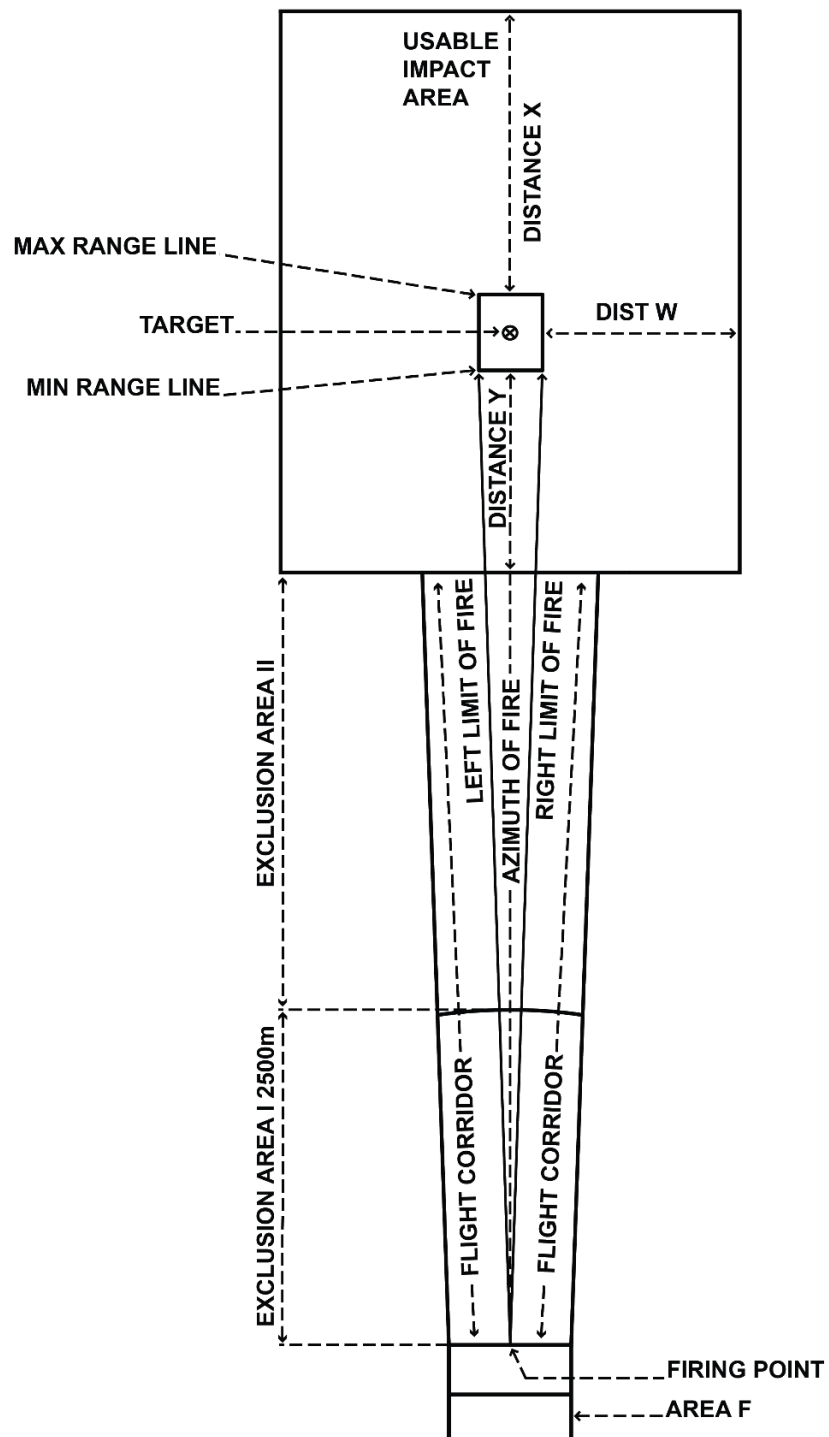 USABLE
IMPACT
AREA
DISTANCE X
MAX RANGE LINE
TARGET
DIST W
MIN RANGE LINE
DISTANCE Y
EXCLUSION AREA II
LEFT LIMIT OF FIRE
AZIMUTH OF FIRE
RIGHT LIMIT OF FIRE
EXCLUSION AREA I 2500m
FLIGHT CORRIDOR
FLIGHT CORRIDOR
FIRING POINT
AREA F